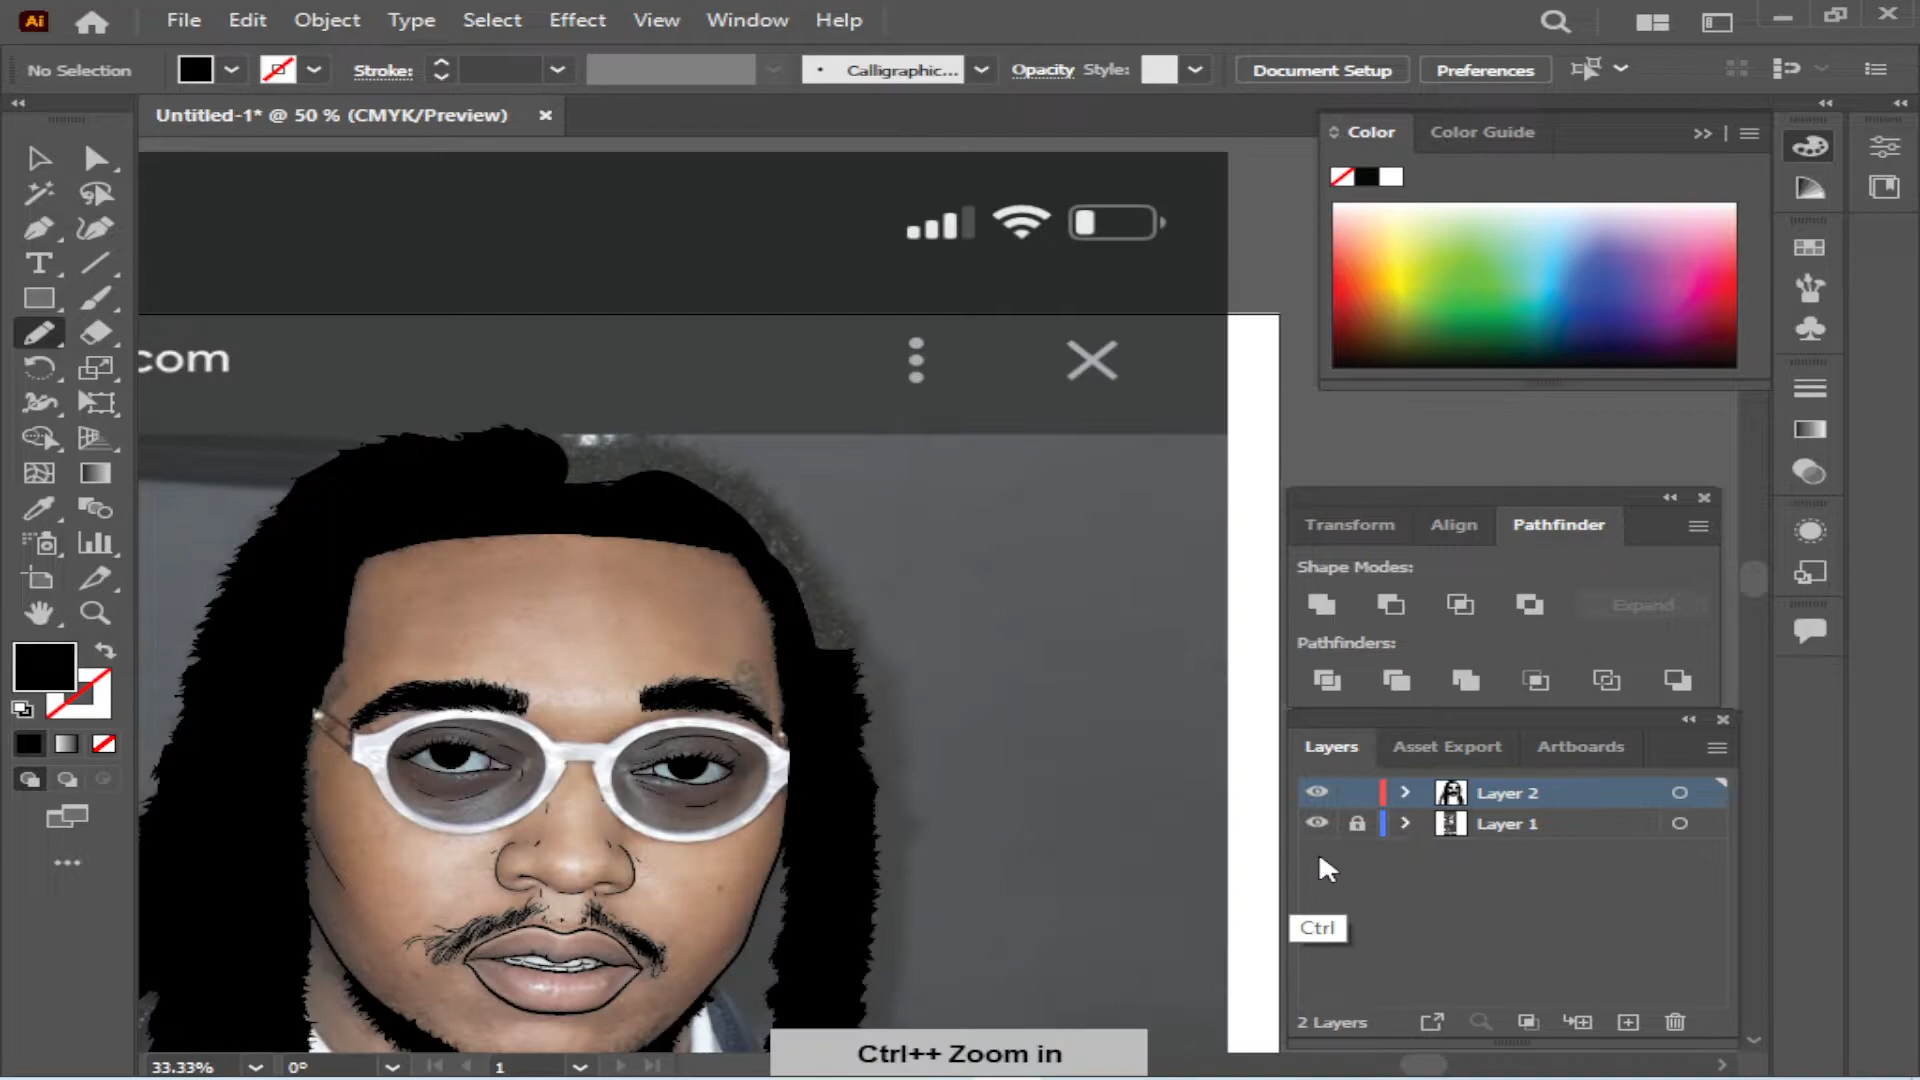 Ai File Edit Object Type Select Effect View Window Help
No Selection Stroke: Calligraphic... Opacity Style: Document Setup Preferences
Untitled-1* @ 50 % (CMYK/Preview)
Color Color Guide
com
Transform Align Pathfinder
Shape Modes:
Expand
Pathfinders:
Layers Asset Export Artboards
Layer 2
Layer 1
Ctrl
2 Layers
Ctrl++ Zoom in
33.33% 0° 1